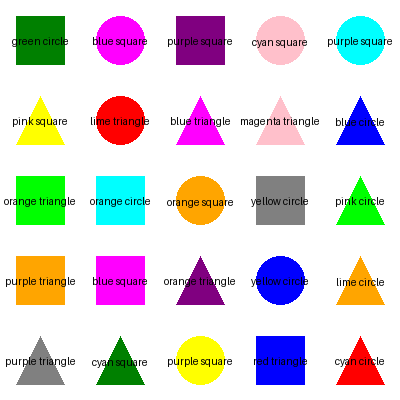 green circle blue square purple square cyan square purple square
pink square lime triangle blue triangle magenta triangle blue circle
orange triangle orange circle orange square yellow circle pink circle
purple triangle blue square orange triangle yellow circle lime circle
purple triangle cyan square purple square red triangle cyan circle